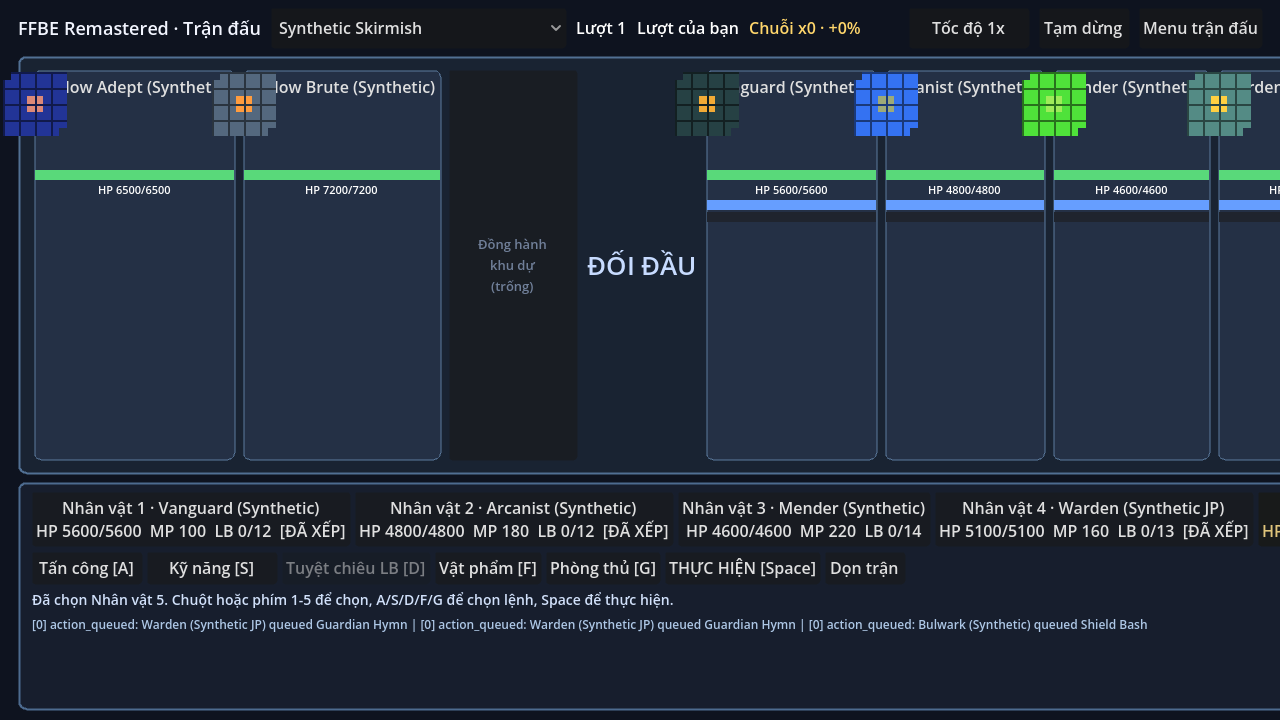 FFBE Remastered · Trận đấu
Synthetic Skirmish
Lượt 1 Lượt của bạn Chuỗi x0 · +0%
Tốc độ 1x
Tạm dừng
Menu trận đấu
low Adept (Synthet
low Brute (Synthetic)
guard (Synthet
anist (Synthet
nder (Synthet
rden
HP 6500/6500
HP 7200/7200
HP 5600/5600
HP 4800/4800
HP 4600/4600
Đồng hành
khu dự
(trống)
ĐỐI ĐẦU
Nhân vật 1 · Vanguard (Synthetic)
HP 5600/5600 MP 100 LB 0/12 [ĐÃ XẾP]
Nhân vật 2 · Arcanist (Synthetic)
HP 4800/4800 MP 180 LB 0/12 [ĐÃ XẾP]
Nhân vật 3 · Mender (Synthetic)
HP 4600/4600 MP 220 LB 0/14
Nhân vật 4 · Warden (Synthetic JP)
HP 5100/5100 MP 160 LB 0/13 [ĐÃ XẾP]
HP
Tấn công [A]
Kỹ năng [S]
Tuyệt chiêu LB [D]
Vật phẩm [F]
Phòng thủ [G]
THỰC HIỆN [Space]
Dọn trận
Đã chọn Nhân vật 5. Chuột hoặc phím 1-5 để chọn, A/S/D/F/G để chọn lệnh, Space để thực hiện.
[0] action_queued: Warden (Synthetic JP) queued Guardian Hymn | [0] action_queued: Warden (Synthetic JP) queued Guardian Hymn | [0] action_queued: Bulwark (Synthetic) queued Shield Bash